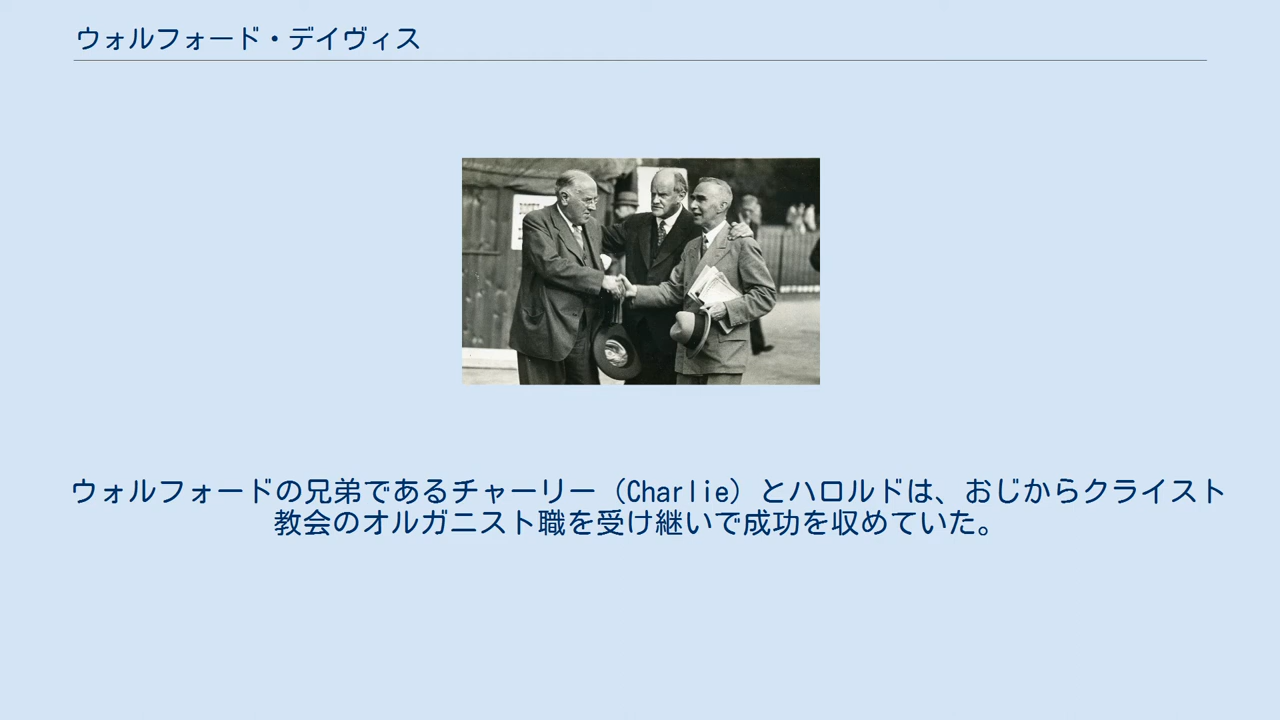 ウォルフォード・デイヴィス
ウォルフォードの兄弟であるチャーリー（Charlie）とハロルドは、おじからクライスト
教会のオルガニスト職を受け継いで成功を収めていた。